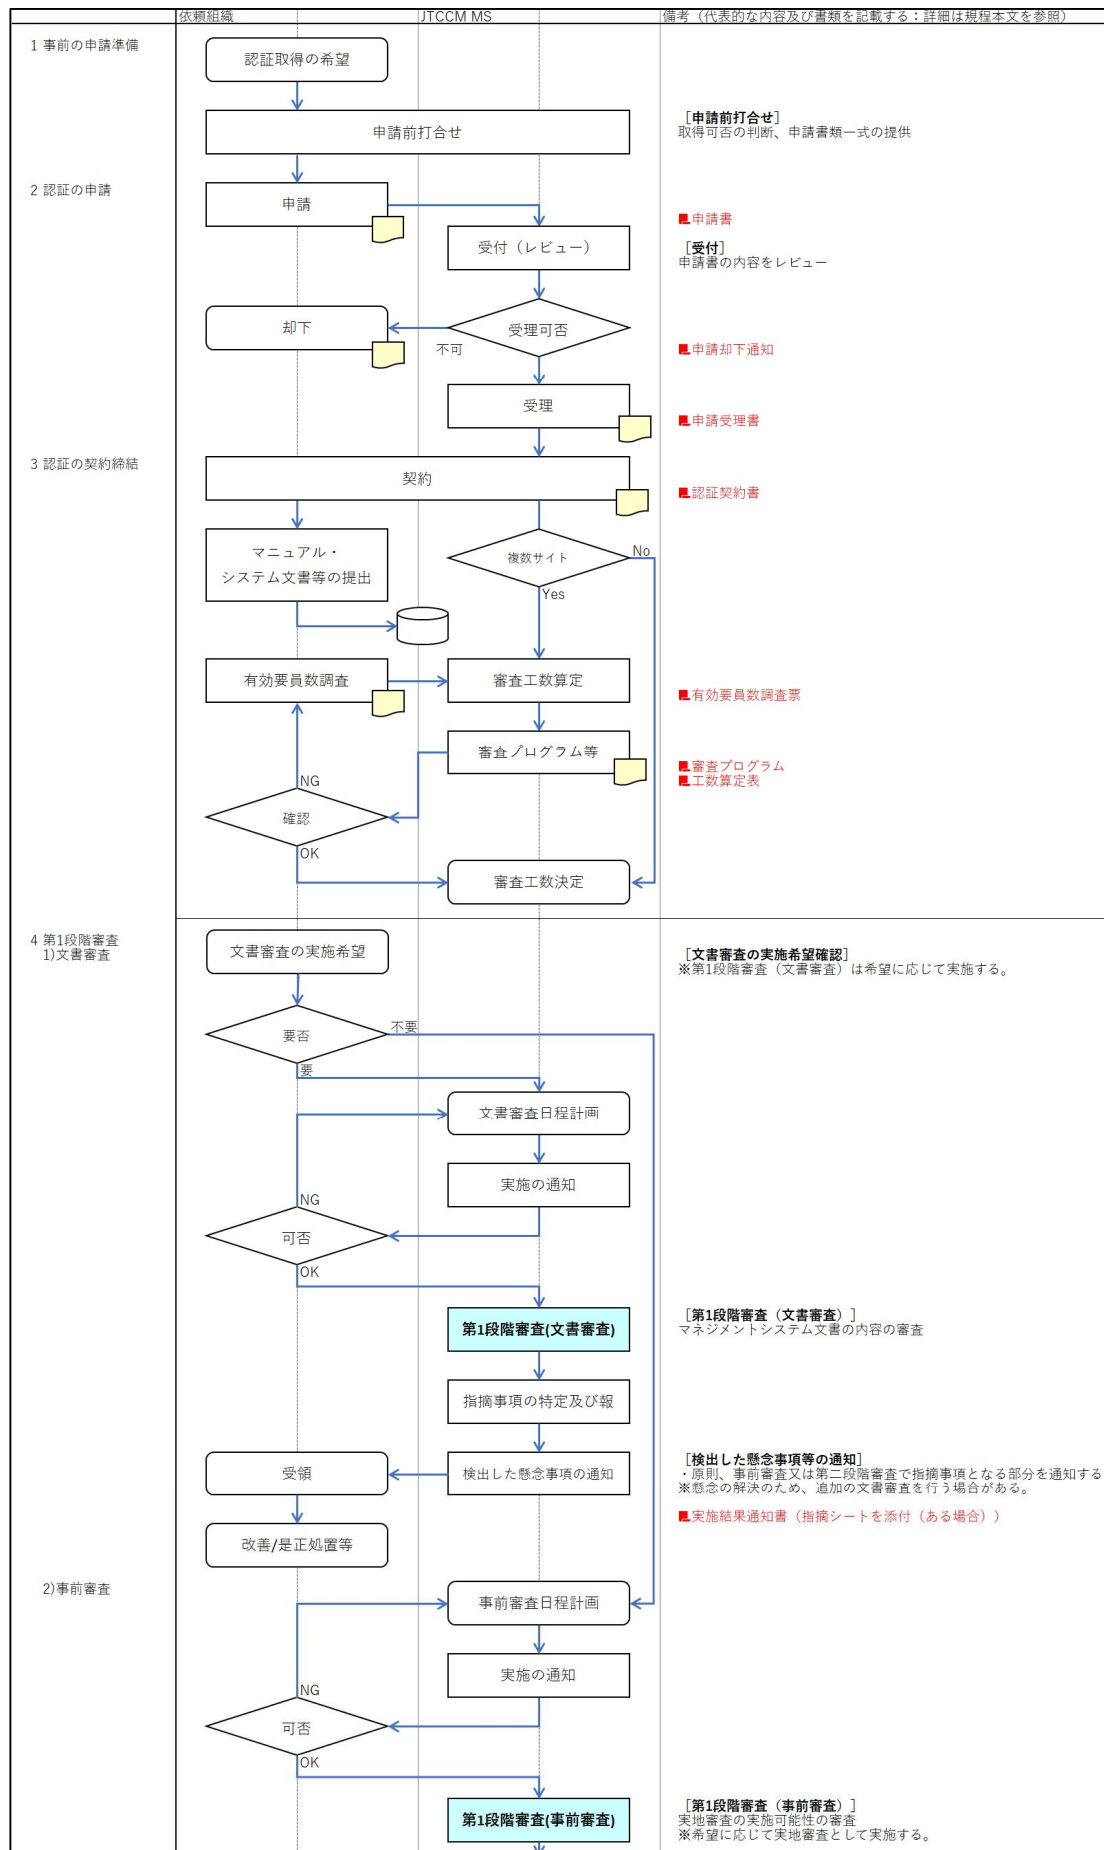 依頼組織
JTCCM MS
備考（代表的な内容及び書類を記載する：詳細は規程本文を参照）
1 事前の申請準備
認証取得の希望
申請前打合せ
［申請前打合せ］
取得可否の判断、申請書類一式の提供
2 認証の申請
申請
申請書
受付（レビュー）
［受付］
申請書の内容をレビュー
却下
受理可否
不可
申請却下通知
受理
申請受理書
3 認証の契約締結
契約
認証契約書
マニュアル・
システム文書等の提出
複数サイト
No
Yes
有効要員数調査
審査工数算定
有効要員数調査票
審査プログラム等
審査プログラム
工数算定表
NG
確認
OK
審査工数決定
4 第1段階審査
1)文書審査
文書審査の実施希望
［文書審査の実施希望確認］
※第1段階審査（文書審査）は希望に応じて実施する。
要否
不要
要
文書審査日程計画
実施の通知
NG
可否
OK
第1段階審査(文書審査)
［第1段階審査（文書審査）］
マネジメントシステム文書の内容の審査
指摘事項の特定及び報
受領
検出した懸念事項の通知
［検出した懸念事項等の通知］
・原則、事前審査又は第二段階審査で指摘事項となる部分を通知する
※懸念の解決のため、追加の文書審査を行う場合がある。
実施結果通知書（指摘シートを添付（ある場合））
改善/是正処置等
2)事前審査
事前審査日程計画
実施の通知
NG
可否
OK
第1段階審査(事前審査)
［第1段階審査（事前審査）］
実地審査の実施可能性の審査
※希望に応じて実地審査として実施する。